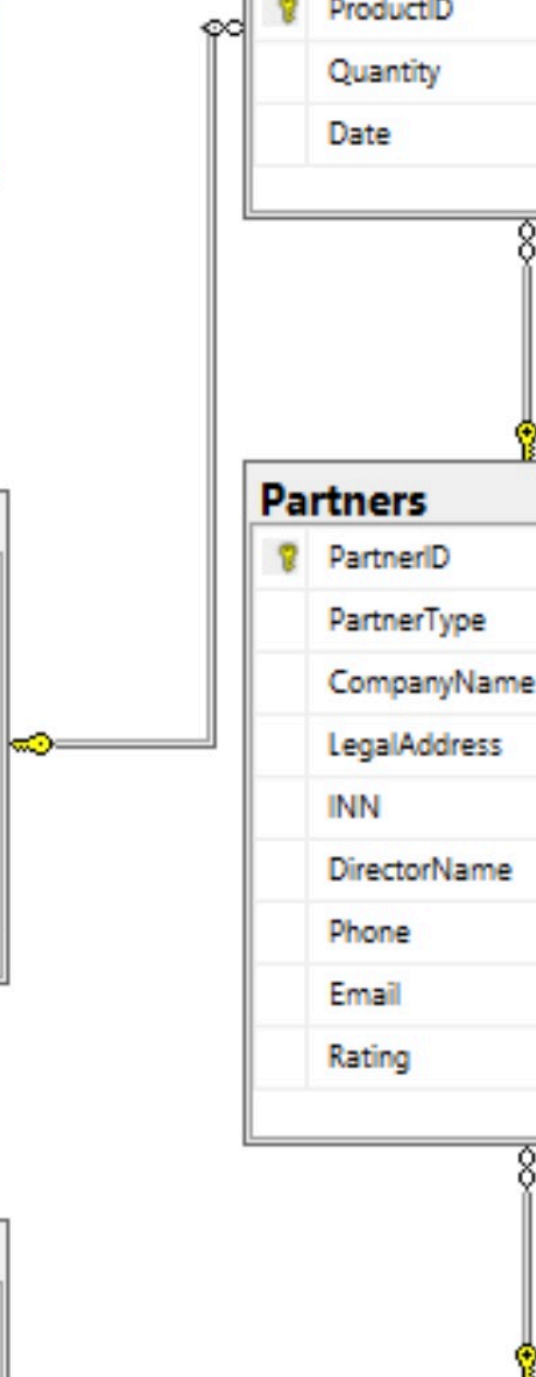 ProductID
Quantity
Date
Partners
PartnerID
PartnerType
CompanyName
LegalAddress
INN
DirectorName
Phone
Email
Rating